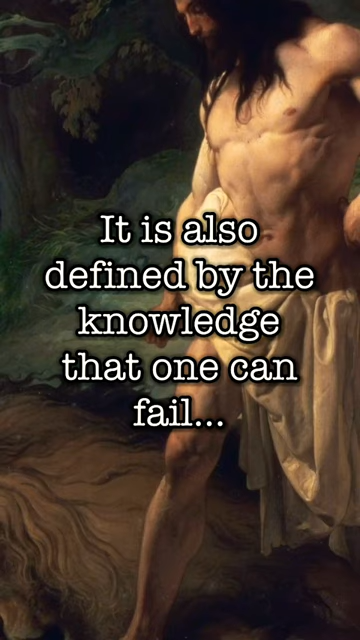 It is also
defined by the
knowledge
that one can
fail...